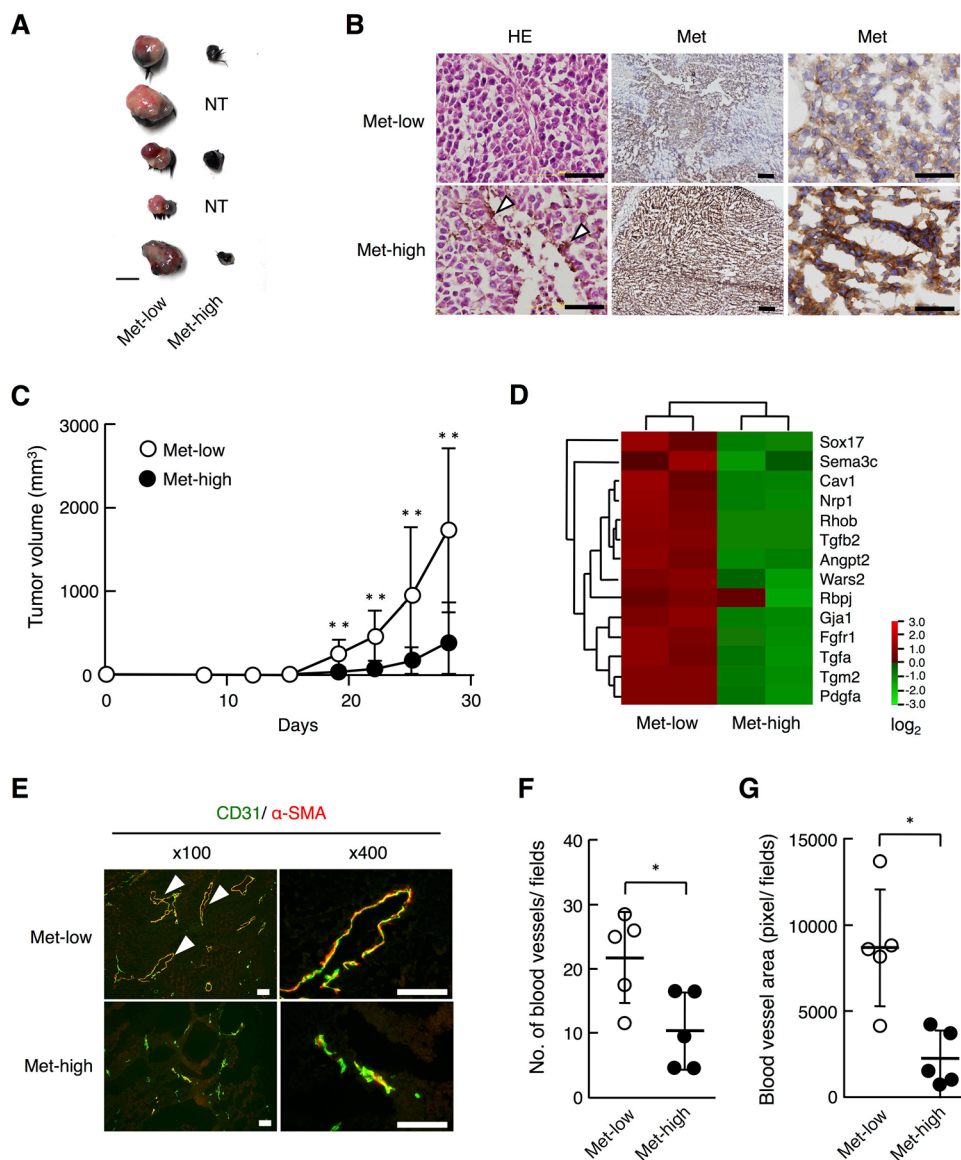 A
NT
NT
Met-low
Met-high
B
HE
Met
Met
Met-low
Met-high
C
Tumor volume (mm³)
3000
2000
1000
0
Met-low
Met-high
* *
* *
* *
* *
0
10
20
30
Days
D
Sox17
Sema3c
Cav1
Nrp1
Rhob
Tgfb2
Angpt2
Wars2
Rbpj
Gja1
Fgfr1
Tgfa
Tgm2
Pdgfa
Met-low
Met-high
3.0
2.0
1.0
0.0
-1.0
-2.0
-3.0
log₂
E
CD31/ α-SMA
x100
x400
Met-low
Met-high
F
No. of blood vessels/ fields
40
30
20
10
0
*
Met-low
Met-high
G
Blood vessel area (pixel/ fields)
15000
10000
5000
0
*
Met-low
Met-high